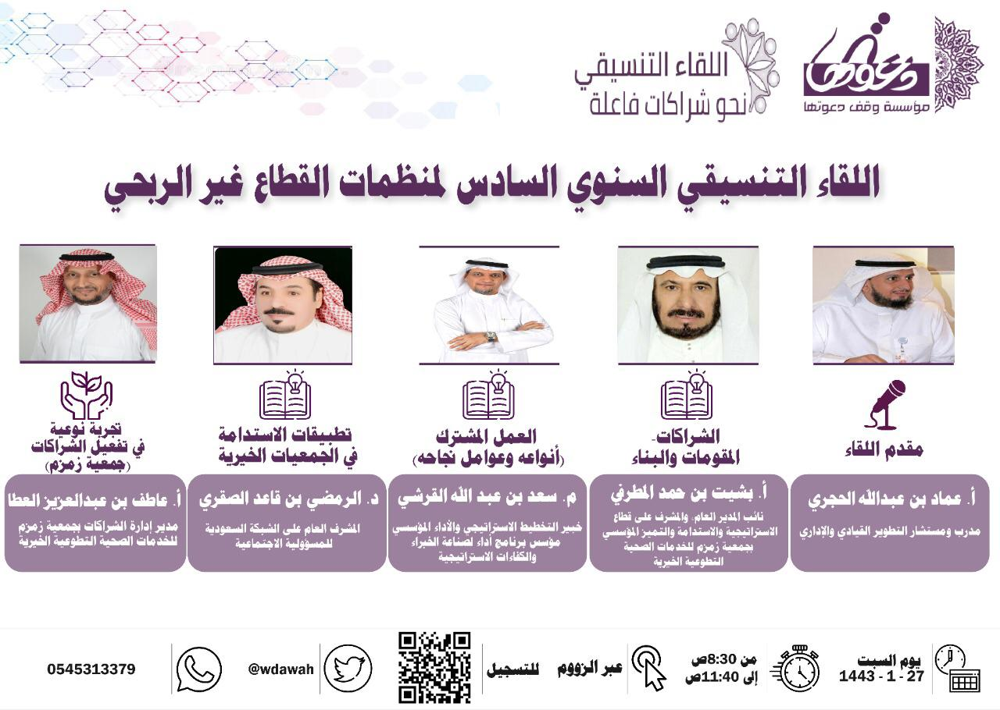 دعوتها
مؤسسة وقف دعوتها
اللقاء التنسيقي
نحو شراكات فاعلة
اللقاء التنسيقي السنوي السادس لمنظمات القطاع غير الربحي
مقدم اللقاء
أ. عماد بن عبدالله الحجري
مدرب ومستشار التطوير القيادي والإداري
الشراكات-
المقومات والبناء
أ. بشيت بن حمد المطرفي
نائب المدير العام، والمشرف على قطاع
الاستراتيجية والاستدامة والتميز المؤسسي
بجمعية زمزم للخدمات الصحية
التطوعية الخيرية
العمل المشترك
(أنواعه وعوامل نجاحه)
م. سعد بن عبد الله القرشي
خبير التخطيط الاستراتيجي والأداء المؤسسي
مؤسس برنامج أداء لصناعة الخبراء
والكفاءات الاستراتيجية
تطبيقات الاستدامة
في الجمعيات الخيرية
د. الرمضي بن قاعد الصقري
المشرف العام على الشبكة السعودية
للمسؤولية الاجتماعية
تجربة نوعية
في تفعيل الشراكات
(جمعية زمزم)
أ. عاطف بن عبدالعزيز العطا
مدير إدارة الشراكات بجمعية زمزم
للخدمات الصحية التطوعية الخيرية
يوم السبت
27 - 1 - 1443
من 8:30ص
إلى 11:40ص
عبر الزووم
للتسجيل
@wdawah
0545313379